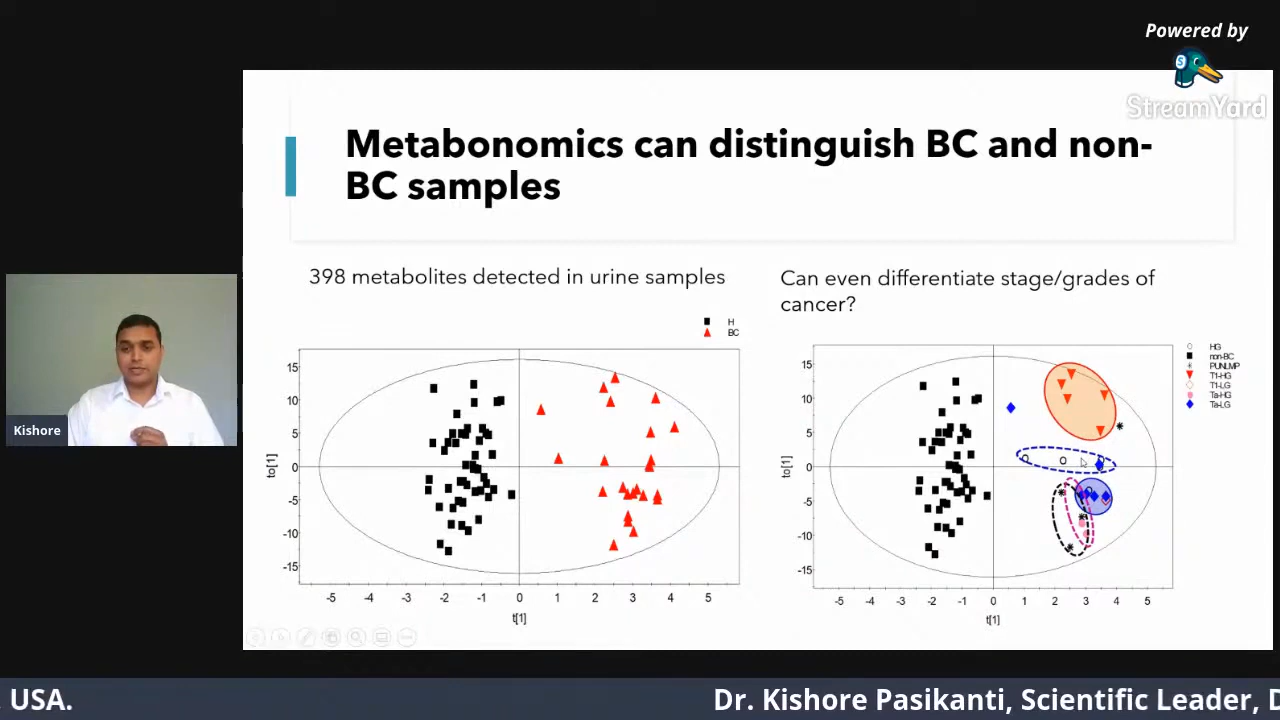 Powered by
StreamYard
Metabonomics can distinguish BC and non-
BC samples
398 metabolites detected in urine samples
Can even differentiate stage/grades of
cancer?
H
BC
15
10
5
0
-5
-10
-15
to[1]
-5 -4 -3 -2 -1 0 1 2 3 4 5
t[1]
HG
non-BC
PUNLMP
T1-HG
T1-LG
Ta-HG
Ta-LG
15
10
5
0
-5
-10
-15
to[1]
-5 -4 -3 -2 -1 0 1 2 3 4 5
t[1]
Kishore
, USA.
Dr. Kishore Pasikanti, Scientific Leader, D